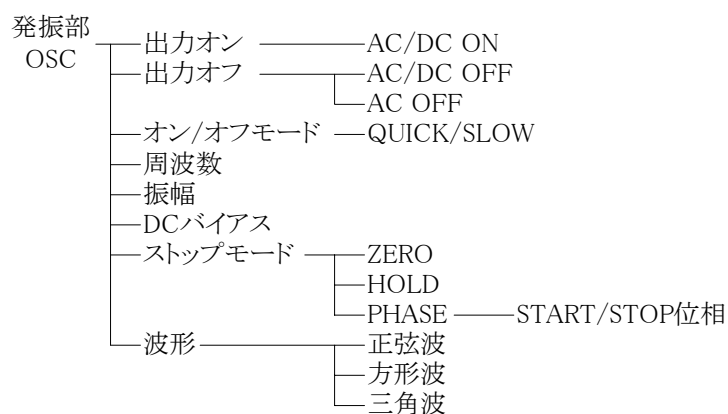 発振部
OSC
出力オン AC/DC ON
出力オフ AC/DC OFF
AC OFF
オン/オフモード QUICK/SLOW
周波数
振幅
DCバイアス
ストップモード ZERO
HOLD
PHASE START/STOP位相
波形 正弦波
方形波
三角波